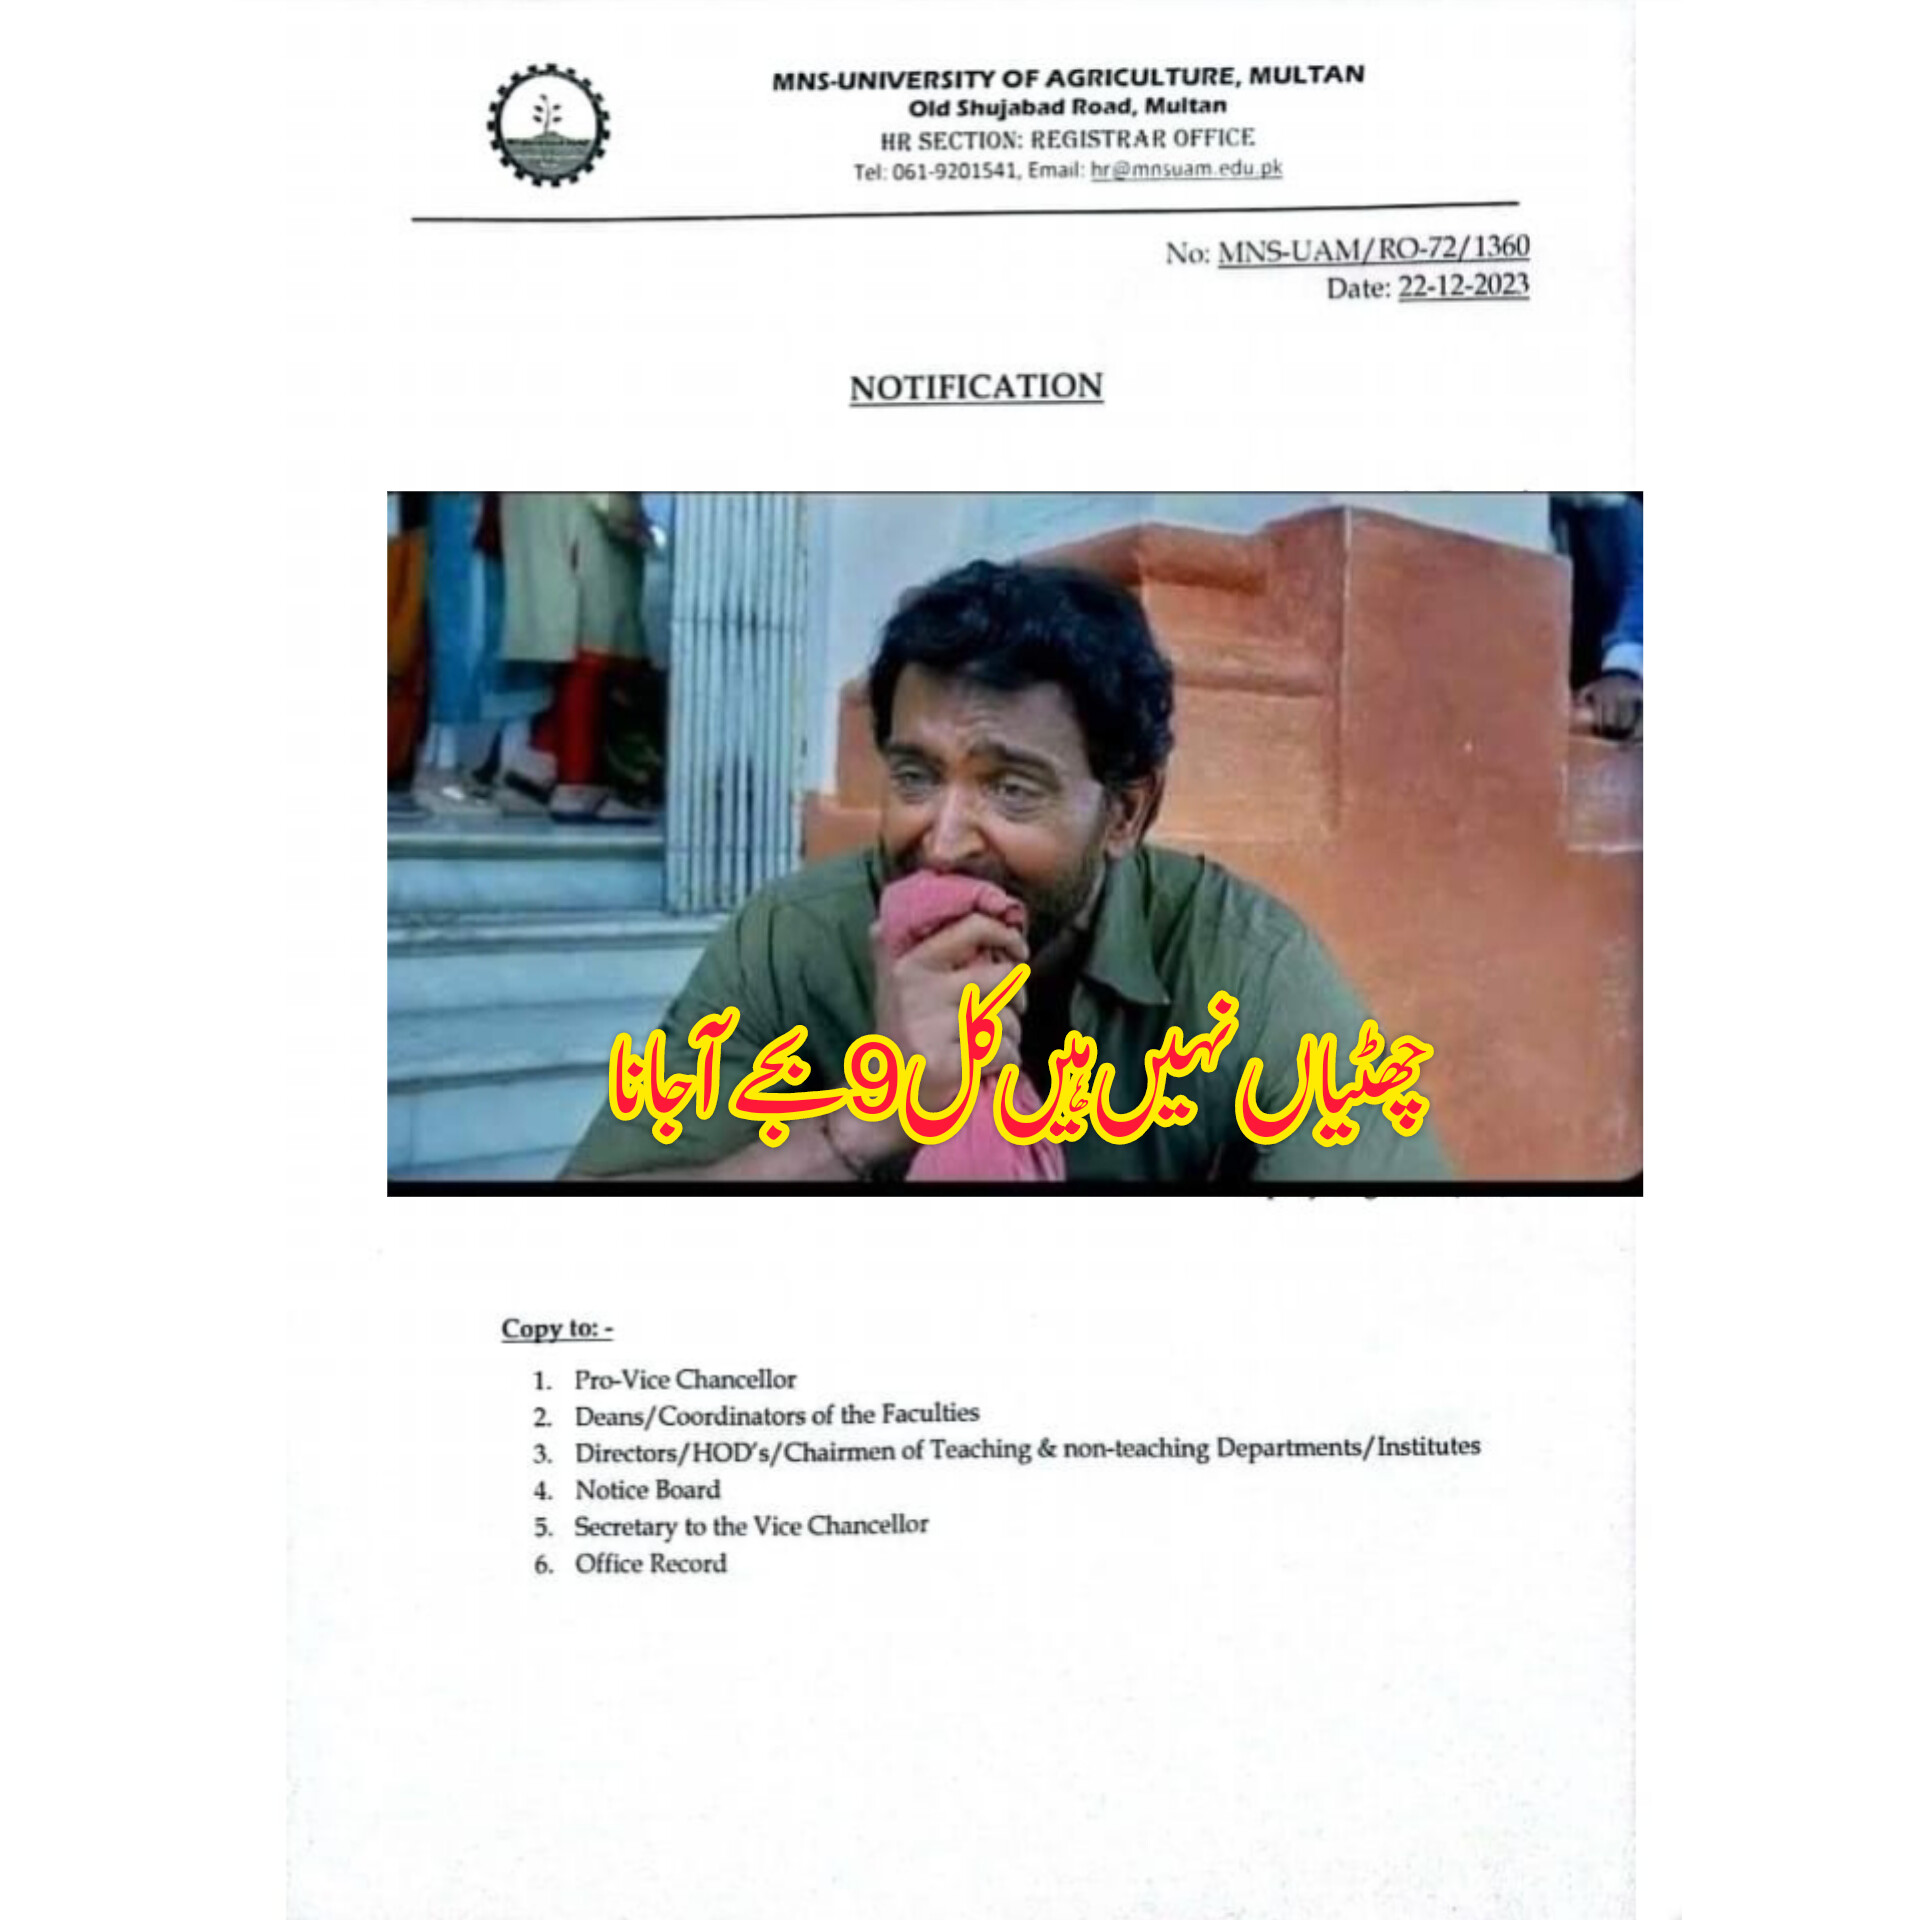 MNS-UNIVERSITY OF AGRICULTURE, MULTAN
Old Shujabad Road, Multan
HR SECTION: REGISTRAR OFFICE
Tel: 061-9201541, Email: hr@mnsuam.edu.pk
No: MNS-UAM/RO-72/1360
Date: 22-12-2023
NOTIFICATION
چھٹیاں نہیں ہیں کل 9 بجے آجانا
Copy to: -
1. Pro-Vice Chancellor
2. Deans/Coordinators of the Faculties
3. Directors/HOD's/Chairmen of Teaching & non-teaching Departments/Institutes
4. Notice Board
5. Secretary to the Vice Chancellor
6. Office Record